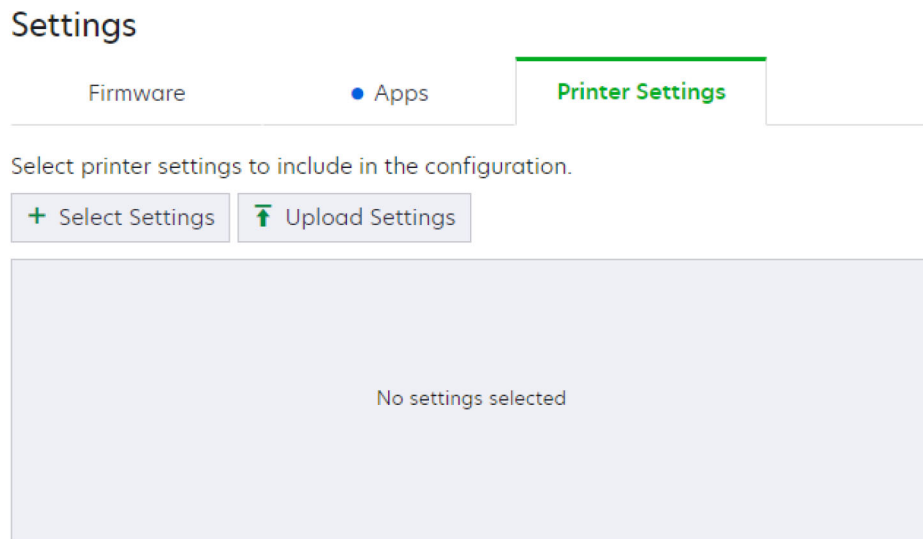 Settings
Firmware Apps Printer Settings
Select printer settings to include in the configuration.
+ Select Settings Upload Settings
No settings selected